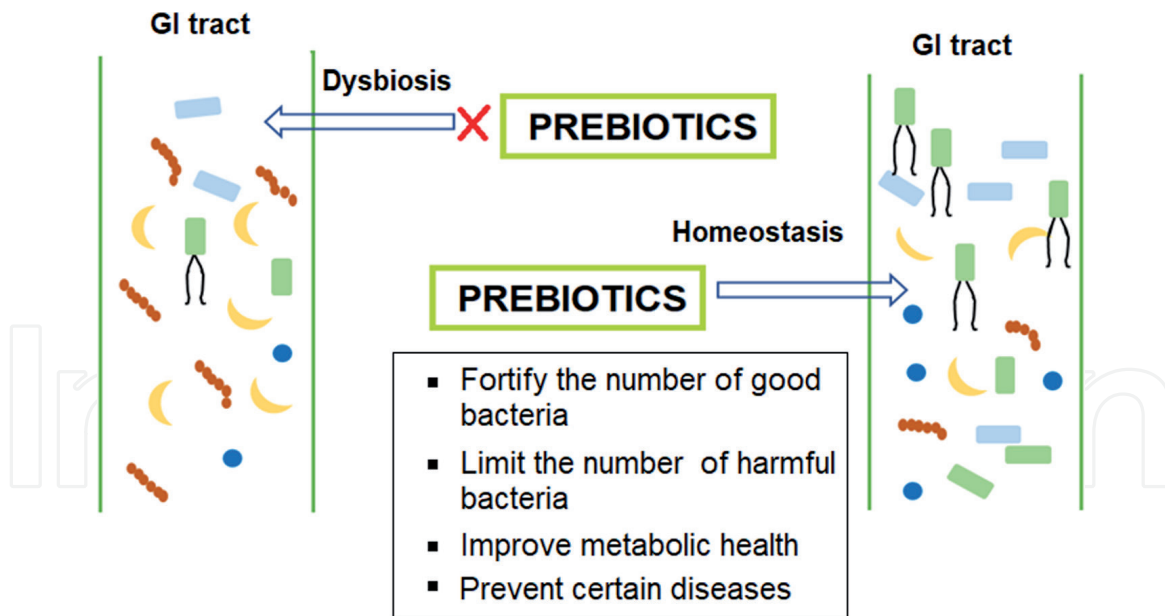 GI tract
GI tract
Dysbiosis
PREBIOTICS
Homeostasis
PREBIOTICS
▪ Fortify the number of good
bacteria
▪ Limit the number of harmful
bacteria
▪ Improve metabolic health
▪ Prevent certain diseases